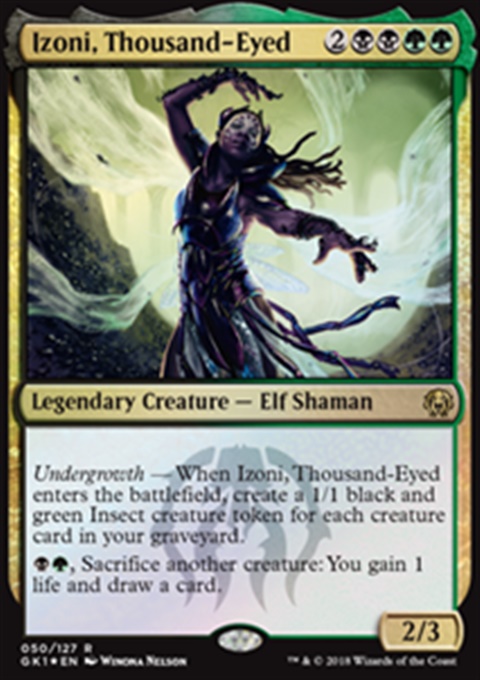 Izoni, Thousand-Eyed 2
Legendary Creature — Elf Shaman
Undergrowth — When Izoni, Thousand-Eyed
enters the battlefield, create a 1/1 black and
green Insect creature token for each creature
card in your graveyard.
, Sacrifice another creature: You gain 1
life and draw a card.
2/3
050/127 R
GK1★EN Winona Nelson
™ & © 2018 Wizards of the Coast